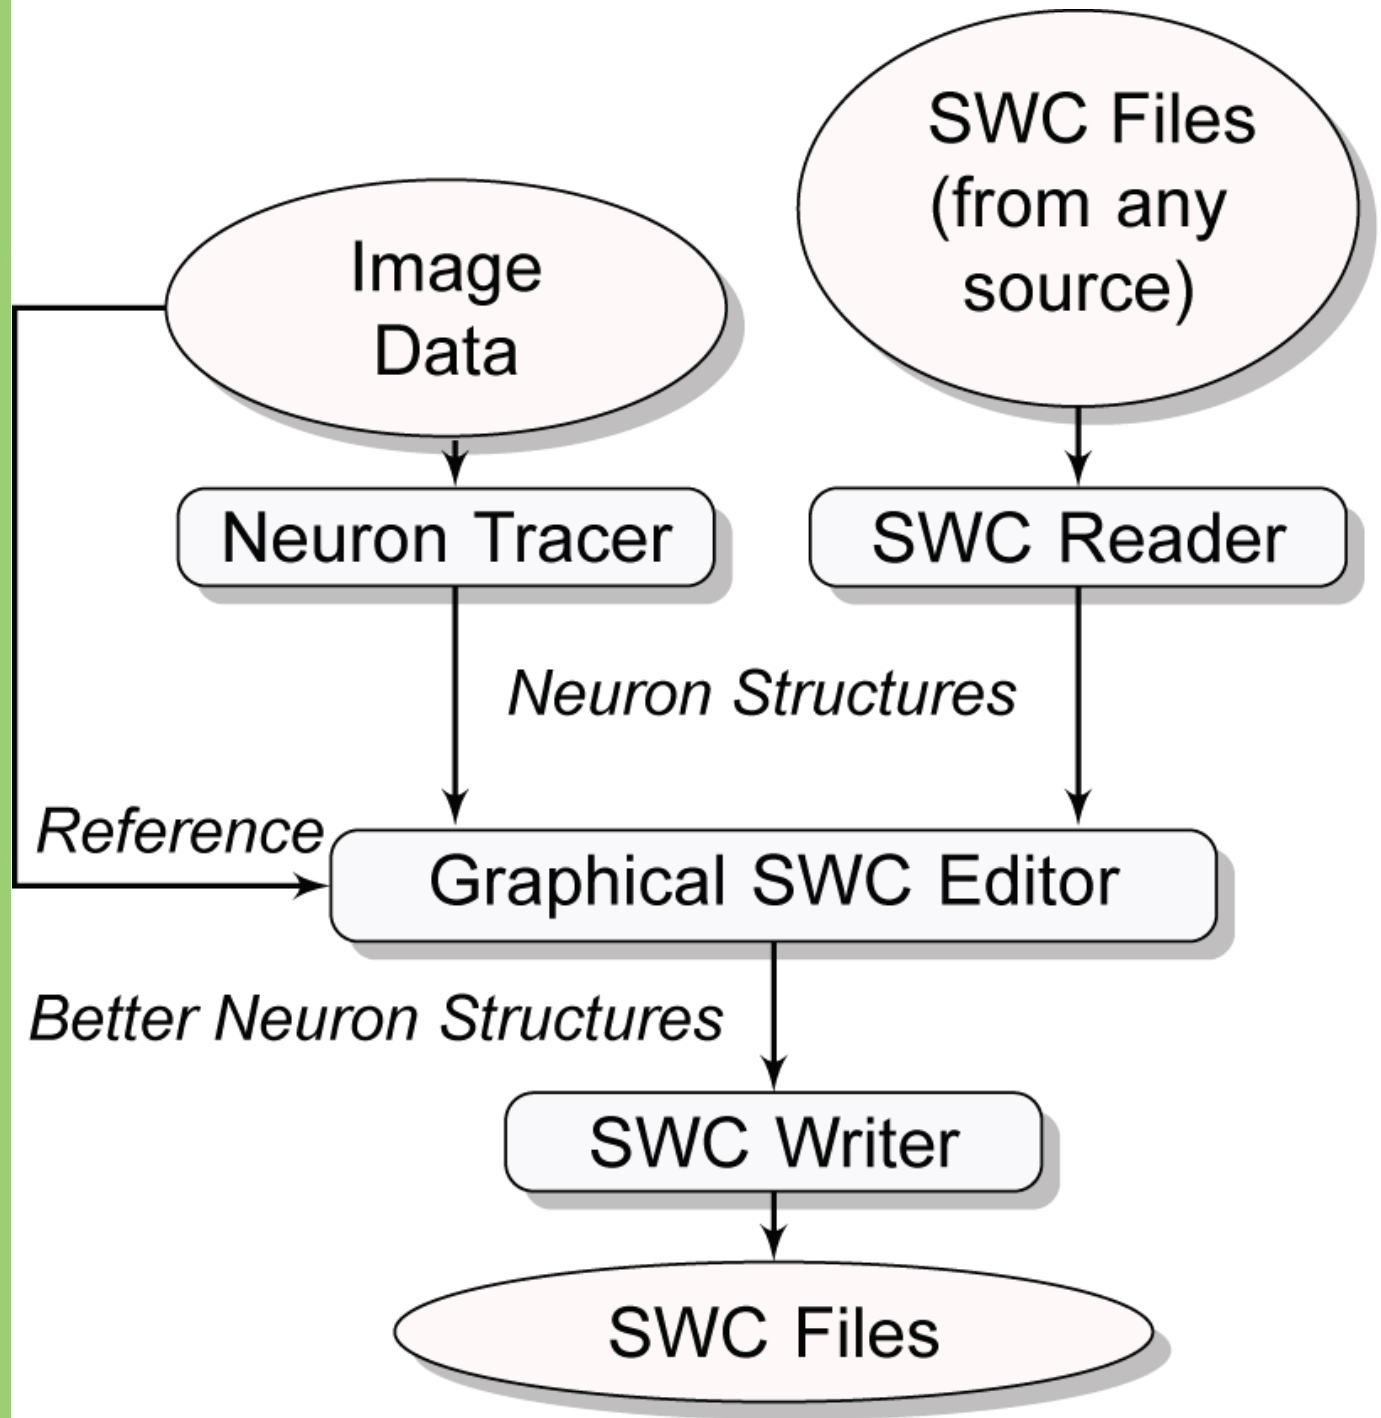 SWC Files
(from any
source)
Image
Data
Neuron Tracer
SWC Reader
Neuron Structures
Reference
Graphical SWC Editor
Better Neuron Structures
SWC Writer
SWC Files